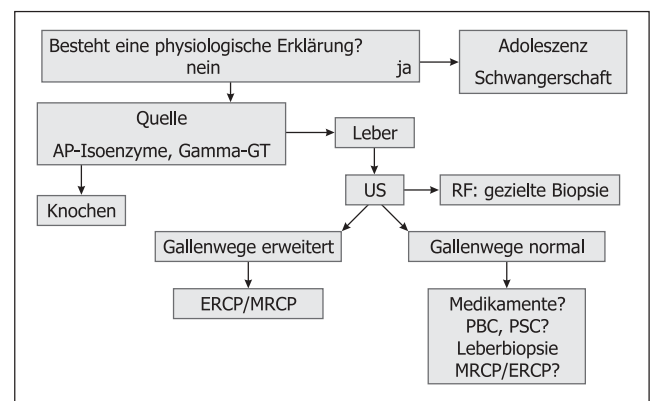 Besteht eine physiologische Erklärung?
nein ja
Adoleszenz
Schwangerschaft
Quelle
AP-Isoenzyme, Gamma-GT
Leber
Knochen
US
RF: gezielte Biopsie
Gallenwege erweitert
Gallenwege normal
ERCP/MRCP
Medikamente?
PBC, PSC?
Leberbiopsie
MRCP/ERCP?